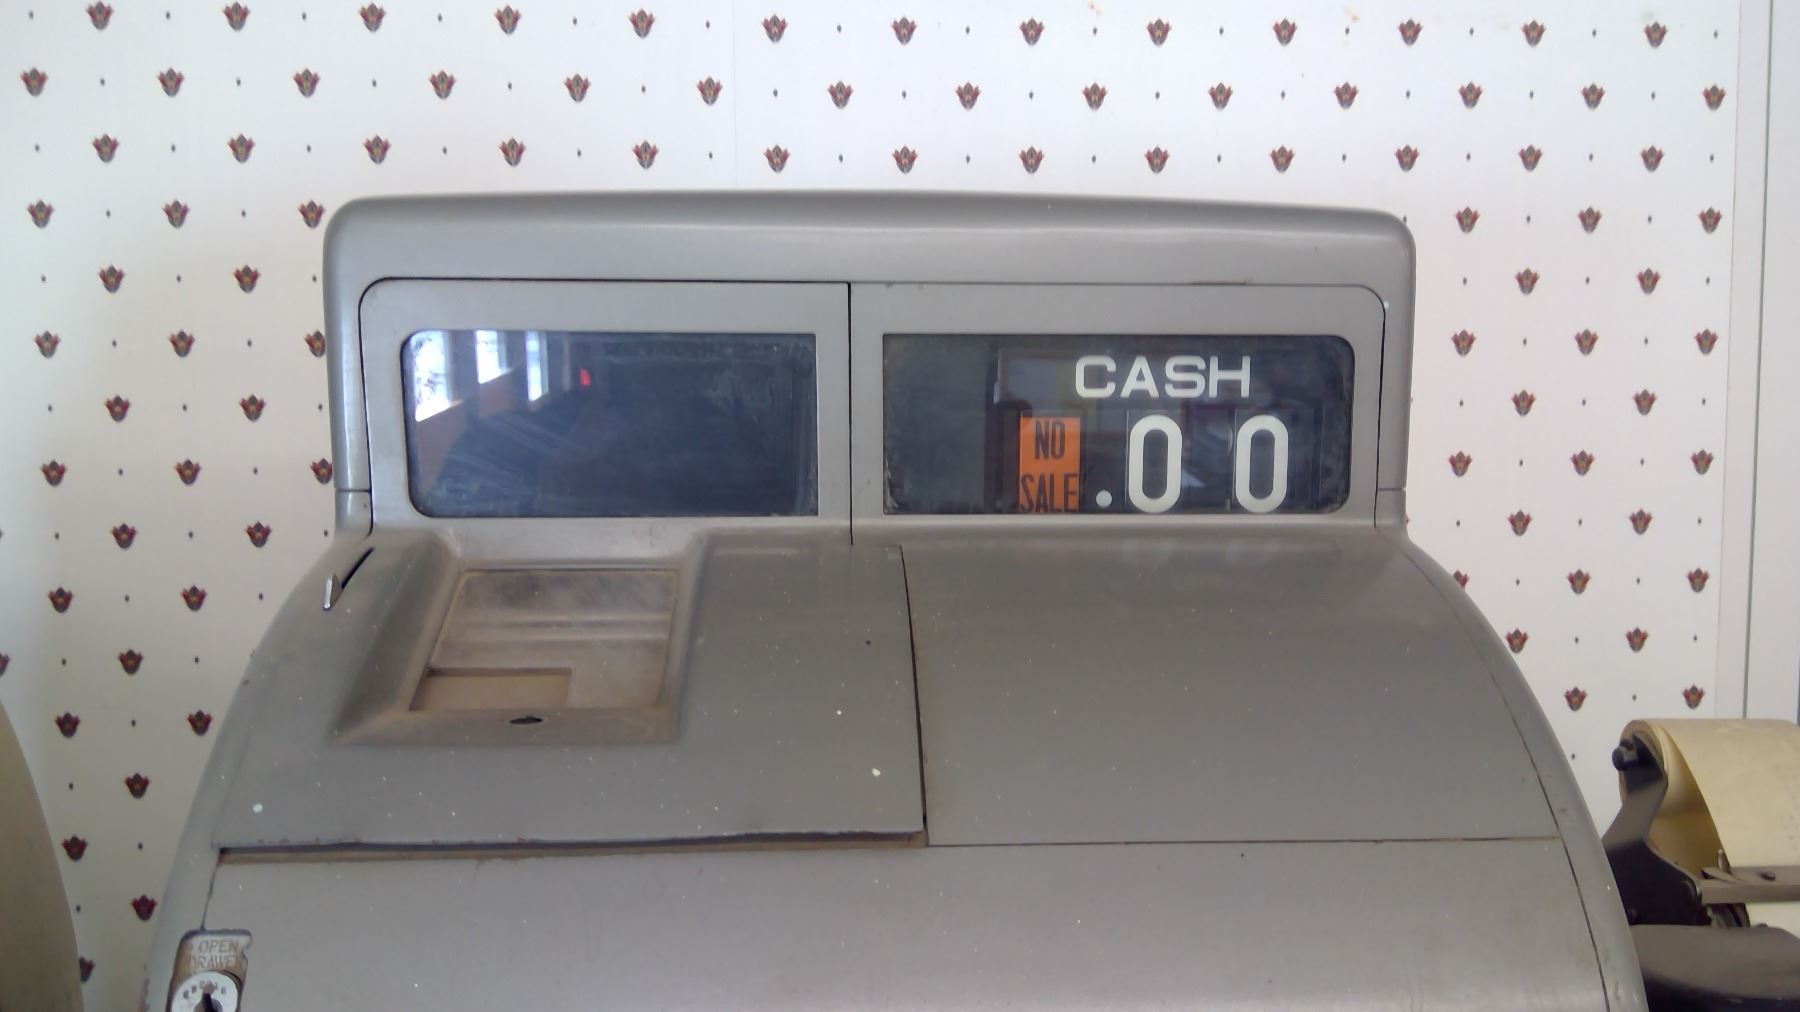 CASH
NO
SALE
.00
OPEN
DRAWER